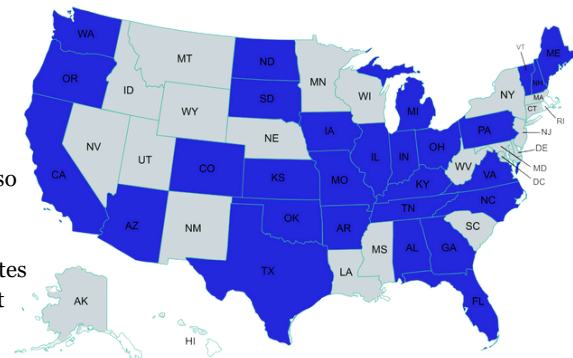 WA
MT
ND
ME
VT
OR
MN
NH
ID
SD
WI
NY
MA
WY
MI
CT
RI
IA
PA
NJ
NE
NV
OH
DE
UT
IL
IN
CO
WV
MD
so
CA
KS
MO
VA
DC
KY
NC
TN
OK
AZ
NM
AR
SC
MS
AL
GA
tes
TX
LA
t
AK
FL
HI